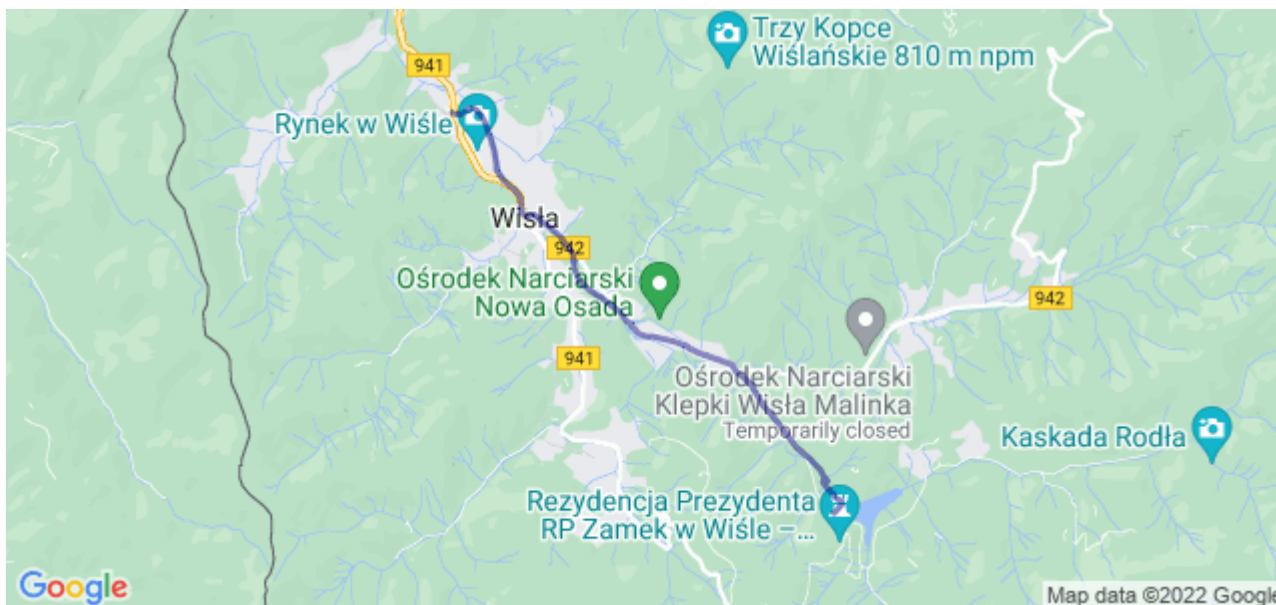 941
Trzy Kopce
Wiślańskie 810 m npm
Rynek w Wiśle
Wisła
942
Ośrodek Narciarski
Nowa Osada
942
941
Ośrodek Narciarski
Klepki Wisła Malinka
Temporarily closed
Kaskada Rodła
Rezydencja Prezydenta
RP Zamek w Wiśle –...
Google
Map data ©2022 Google